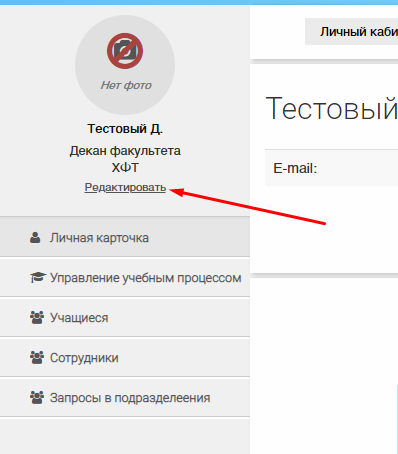 Личный каби
Нет фото
Тестовый Д.
Декан факультета
ХФТ
Редактировать
Тестовый
E-mail:
Личная карточка
Управление учебным процессом
Учащиеся
Сотрудники
Запросы в подразделеения